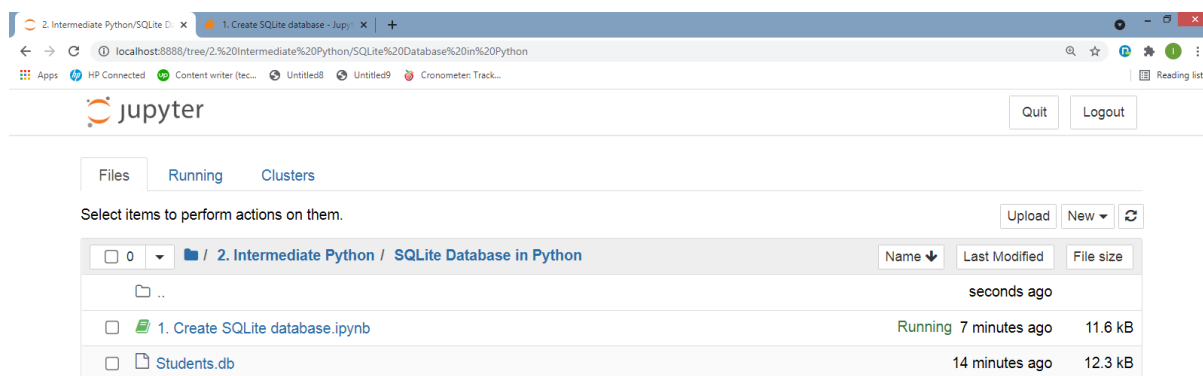 2. Intermediate Python/SQLite D 1. Create SQLite database - Jupyt
localhost:8888/tree/2.%20Intermediate%20Python/SQLite%20Database%20in%20Python
Apps HP Connected Content writer (tec... Untitled8 Untitled9 Cronometer: Track... Reading list
jupyter Quit Logout
Files Running Clusters
Select items to perform actions on them. Upload New
0 / 2. Intermediate Python / SQLite Database in Python Name Last Modified File size
.. seconds ago
1. Create SQLite database.ipynb Running 7 minutes ago 11.6 kB
Students.db 14 minutes ago 12.3 kB